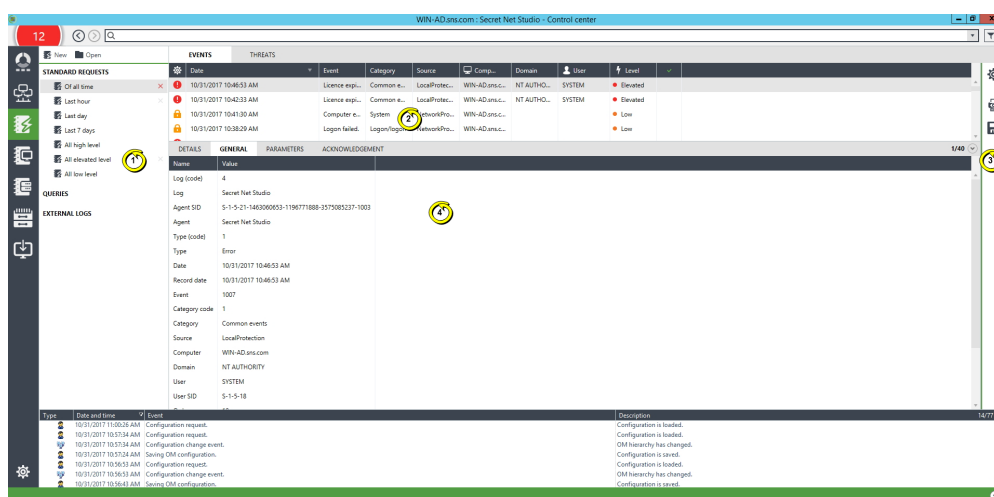 WIN-AD.sns.com : Secret Net Studio - Control center
12
New Open
STANDARD REQUESTS
Of all time
Last hour
Last day
Last 7 days
All high level
All elevated level
All low level
QUERIES
EXTERNAL LOGS
1
EVENTS THREATS
Date Event Category Source Comp... Domain User Level
10/31/2017 10:46:53 AM Licence expi... Common e... LocalProtec... WIN-AD.sns.c... NT AUTHO... SYSTEM Elevated
10/31/2017 10:42:33 AM Licence expi... Common e... LocalProtec... WIN-AD.sns.c... NT AUTHO... SYSTEM Elevated
10/31/2017 10:41:30 AM Computer e... System NetworkPro... WIN-AD.sns.c... Low
10/31/2017 10:38:29 AM Logon failed. Logon/logo NetworkPro... WIN-AD.sns.c... Low
2
DETAILS GENERAL PARAMETERS ACKNOWLEDGEMENT 1/40
3
Name Value
Log (code) 4
Log Secret Net Studio
Agent SID S-1-5-21-1463060653-1196771888-3575085237-1003
Agent Secret Net Studio
Type (code) 1
Type Error
Date 10/31/2017 10:46:53 AM
Record date 10/31/2017 10:46:53 AM
Event 1007
Category code 1
Category Common events
Source LocalProtection
Computer WIN-AD.sns.com
Domain NT AUTHORITY
User SYSTEM
User SID S-1-5-18
4
Type Date and time Event Description 14/77
10/31/2017 11:00:26 AM Configuration request. Configuration is loaded.
10/31/2017 10:57:34 AM Configuration request. Configuration is loaded.
10/31/2017 10:57:34 AM Configuration change event. OM hierarchy has changed.
10/31/2017 10:57:24 AM Saving OM configuration. Configuration is saved.
10/31/2017 10:56:53 AM Configuration request. Configuration is loaded.
10/31/2017 10:56:53 AM Configuration change event. OM hierarchy has changed.
10/31/2017 10:56:43 AM Saving OM configuration. Configuration is saved.